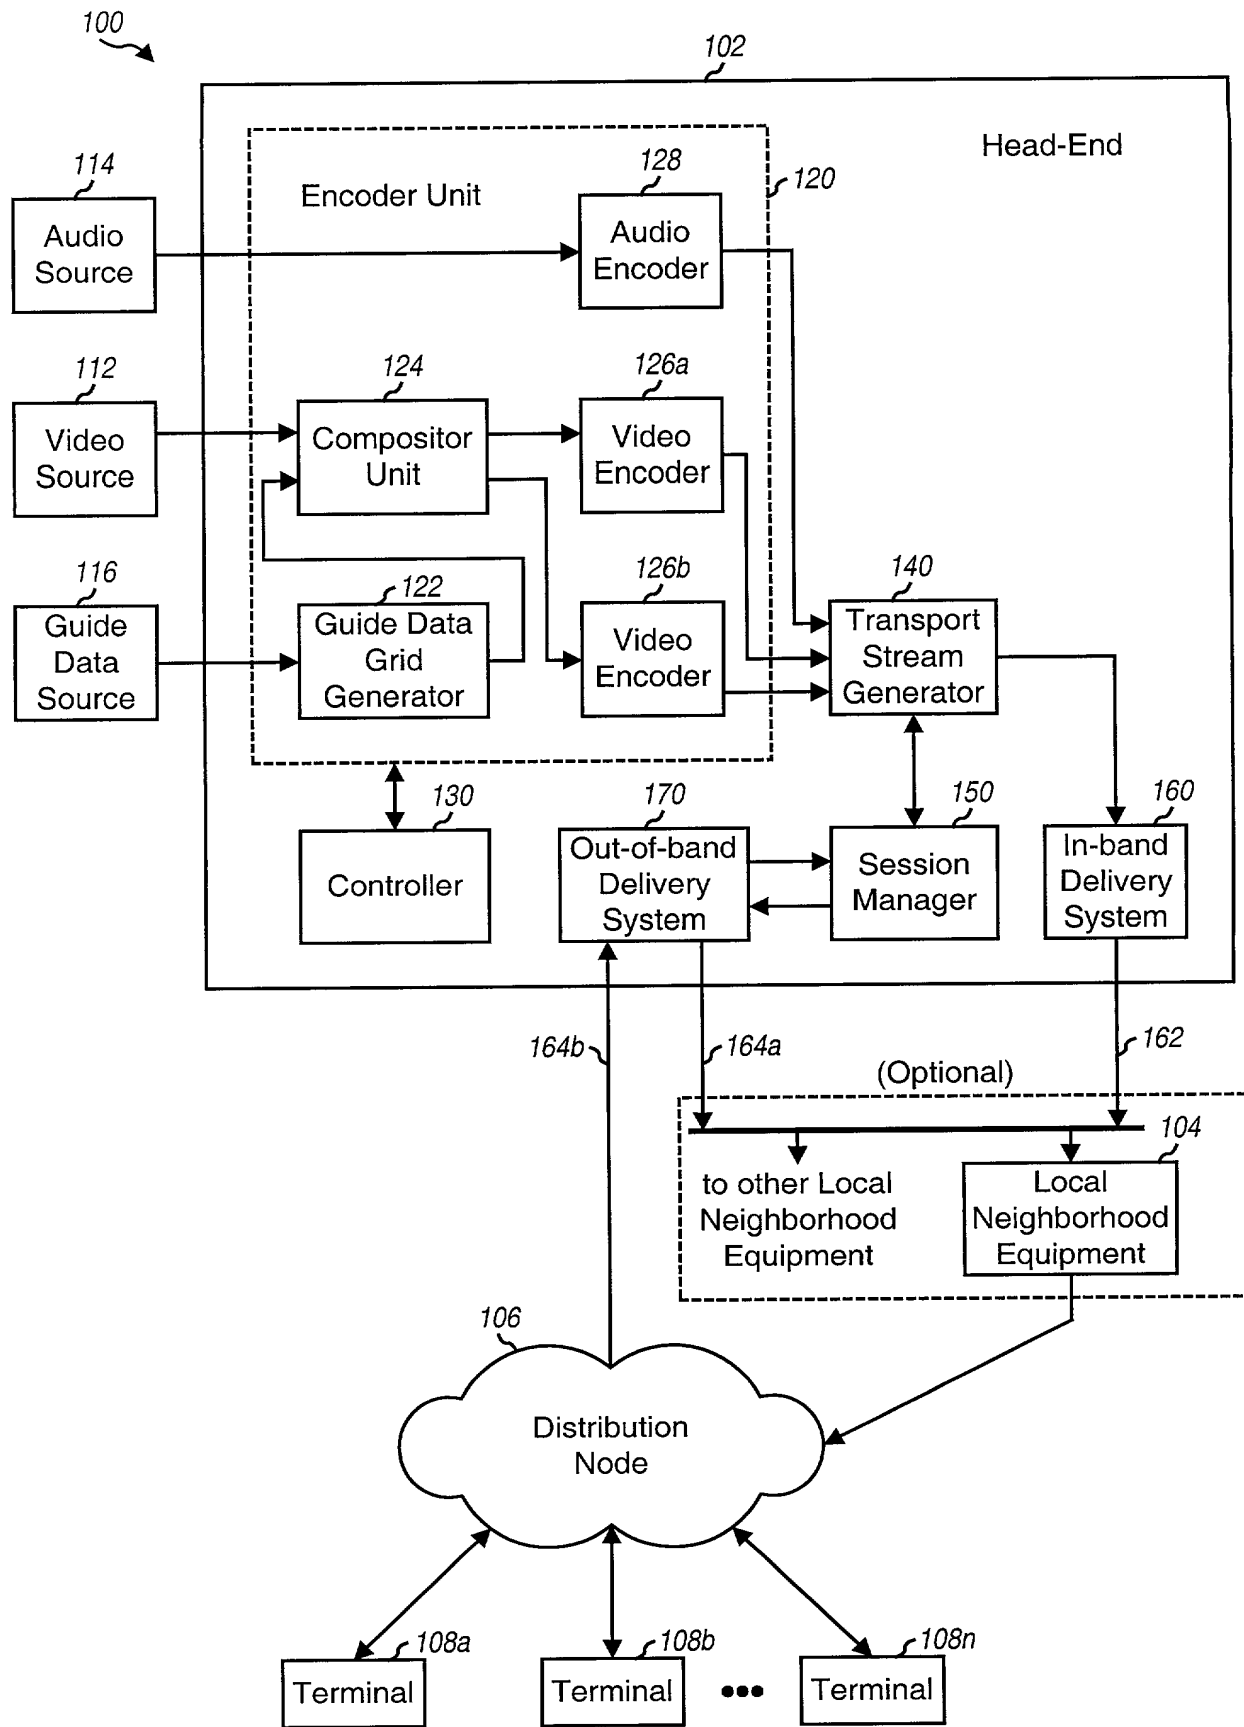 100
102
Head-End
120
Encoder Unit
114
Audio
Source
128
Audio
Encoder
112
Video
Source
124
Compositor
Unit
126a
Video
Encoder
116
Guide
Data
Source
122
Guide Data
Grid
Generator
126b
Video
Encoder
140
Transport
Stream
Generator
130
Controller
170
Out-of-band
Delivery
System
150
Session
Manager
160
In-band
Delivery
System
164b
164a
162
(Optional)
104
to other Local
Neighborhood
Equipment
Local
Neighborhood
Equipment
106
Distribution
Node
108a
Terminal
108b
Terminal
108n
Terminal